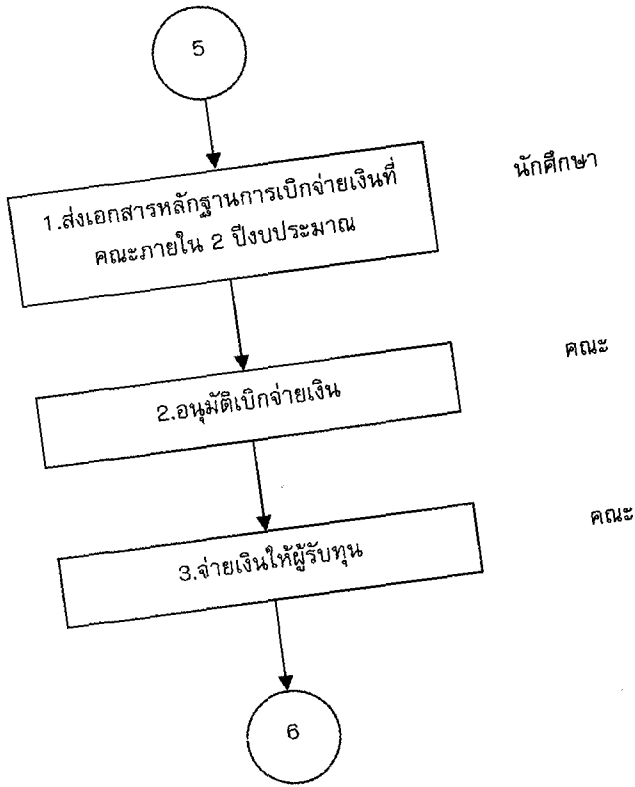 5
นักศึกษา
1.ส่งเอกสารหลักฐานการเบิกจ่ายเงินที่
คณะภายใน 2 ปีงบประมาณ
คณะ
2.อนุมัติเบิกจ่ายเงิน
คณะ
3.จ่ายเงินให้ผู้รับทุน
6